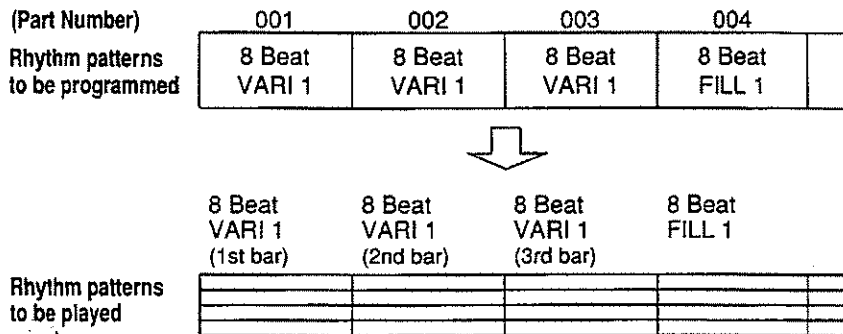 (Part Number) 001 002 003 004
Rhythm patterns 8 Beat 8 Beat 8 Beat 8 Beat
to be programmed VARI 1 VARI 1 VARI 1 FILL 1
8 Beat 8 Beat 8 Beat 8 Beat
VARI 1 VARI 1 VARI 1 FILL 1
(1st bar) (2nd bar) (3rd bar)
Rhythm patterns
to be played